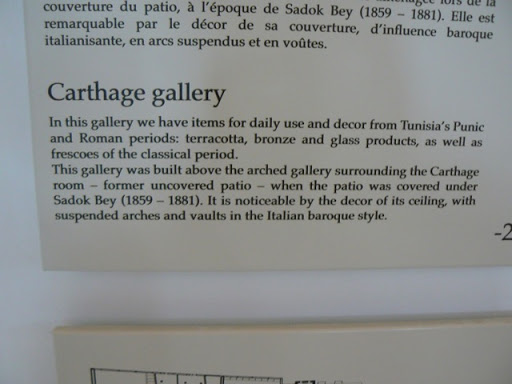 couverture du patio, à l'époque de Sadok Bey (1859 – 1881). Elle est
remarquable par le décor de sa couverture, d'influence baroque
italianisante, en arcs suspendus et en voûtes.
Carthage gallery
In this gallery we have items for daily use and decor from Tunisia's Punic
and Roman periods: terracotta, bronze and glass products, as well as
frescoes of the classical period.
This gallery was built above the arched gallery surrounding the Carthage
room – former uncovered patio – when the patio was covered under
Sadok Bey (1859 – 1881). It is noticeable by the decor of its ceiling, with
suspended arches and vaults in the Italian baroque style.
-2